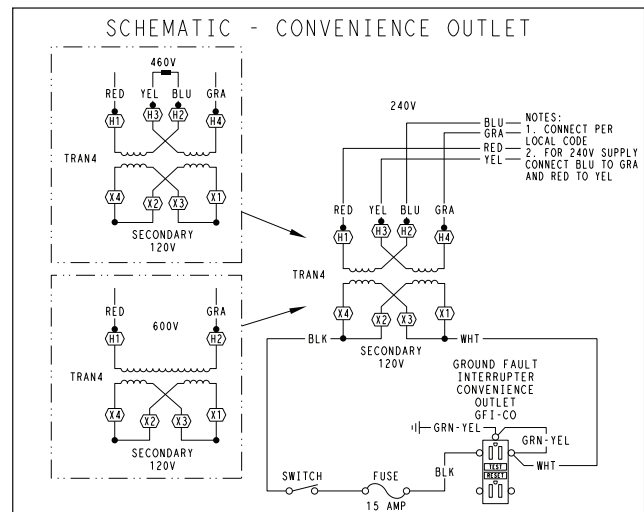 SCHEMATIC - CONVENIENCE OUTLET
460V
RED YEL BLU GRA
H1 H3 H2 H4
TRAN4
X4 X2 X3 X1
SECONDARY
120V
RED GRA
600V
H1 H2
TRAN4
X4 X2 X3 X1
SECONDARY
120V
240V
BLU
GRA
RED
YEL
NOTES:
1. CONNECT PER
LOCAL CODE
2. FOR 240V SUPPLY
CONNECT BLU TO GRA
AND RED TO YEL
RED YEL BLU GRA
H1 H3 H2 H4
TRAN4
X4 X2 X3 X1
BLK
WHT
SECONDARY
120V
GROUND FAULT
INTERRUPTER
CONVENIENCE
OUTLET
GFI-CO
GRN-YEL
GRN-YEL
WHT
TEST
RESET
BLK
SWITCH
FUSE
15 AMP